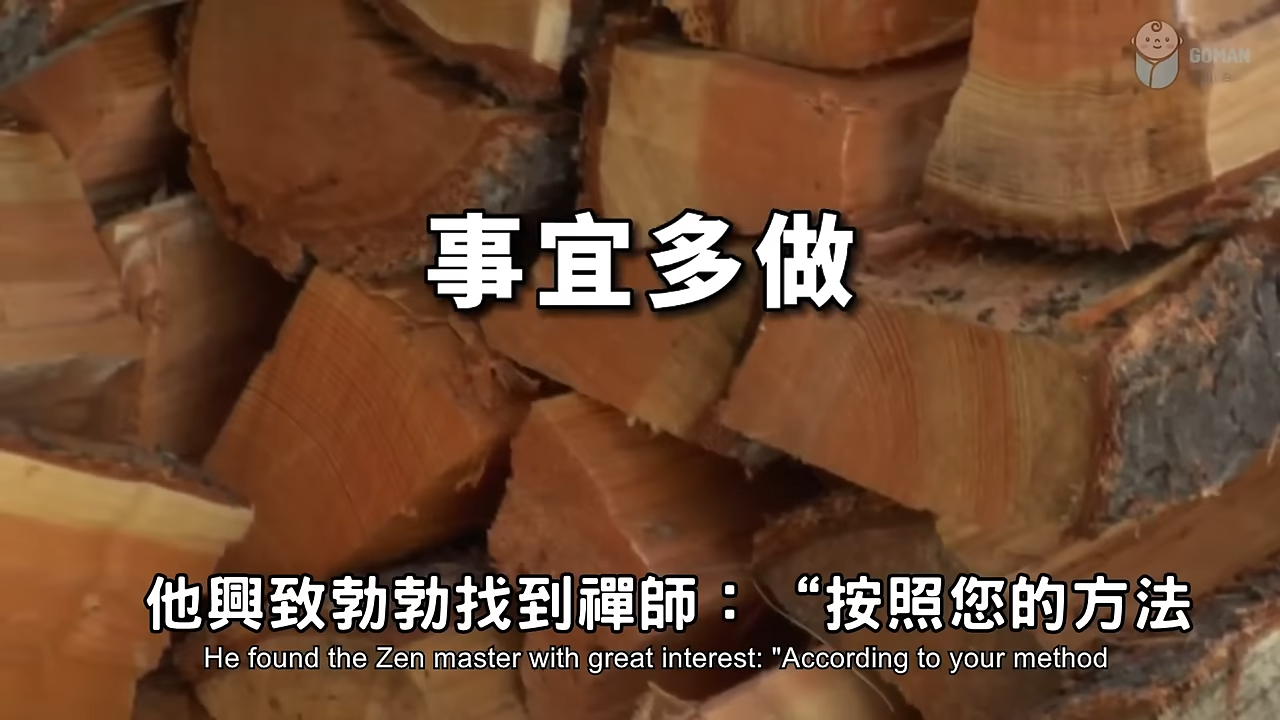 GOMAN
事宜多做
他興致勃勃找到禪師：“按照您的方法
He found the Zen master with great interest: "According to your method